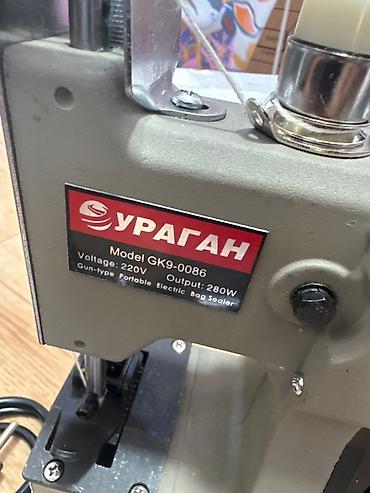 УРАГАН
Model GK9-0086
Voltage: 220V Output: 280W
Gun-type Portable Electric Bag Sealer